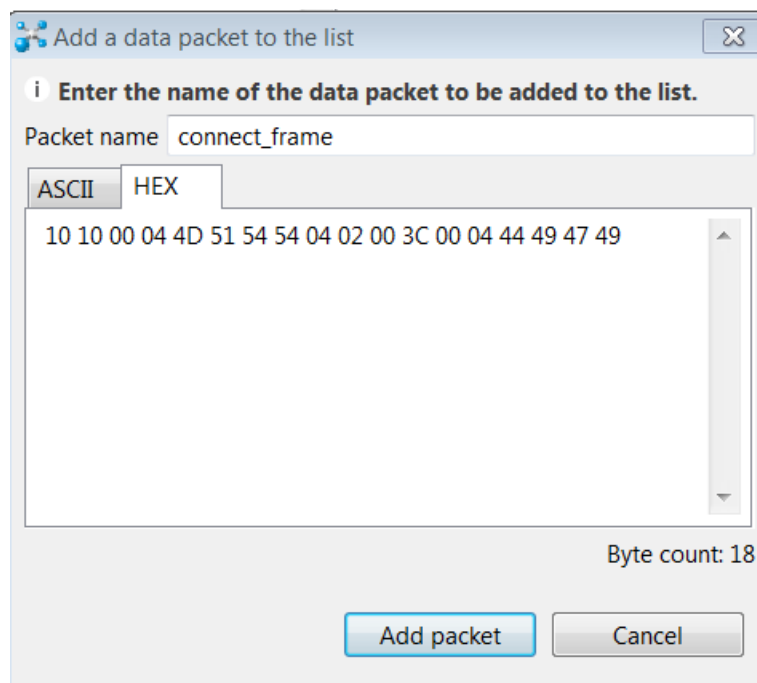 Add a data packet to the list
i Enter the name of the data packet to be added to the list.
Packet name connect_frame
ASCII HEX
10 10 00 04 4D 51 54 54 04 02 00 3C 00 04 44 49 47 49
Byte count: 18
Add packet Cancel